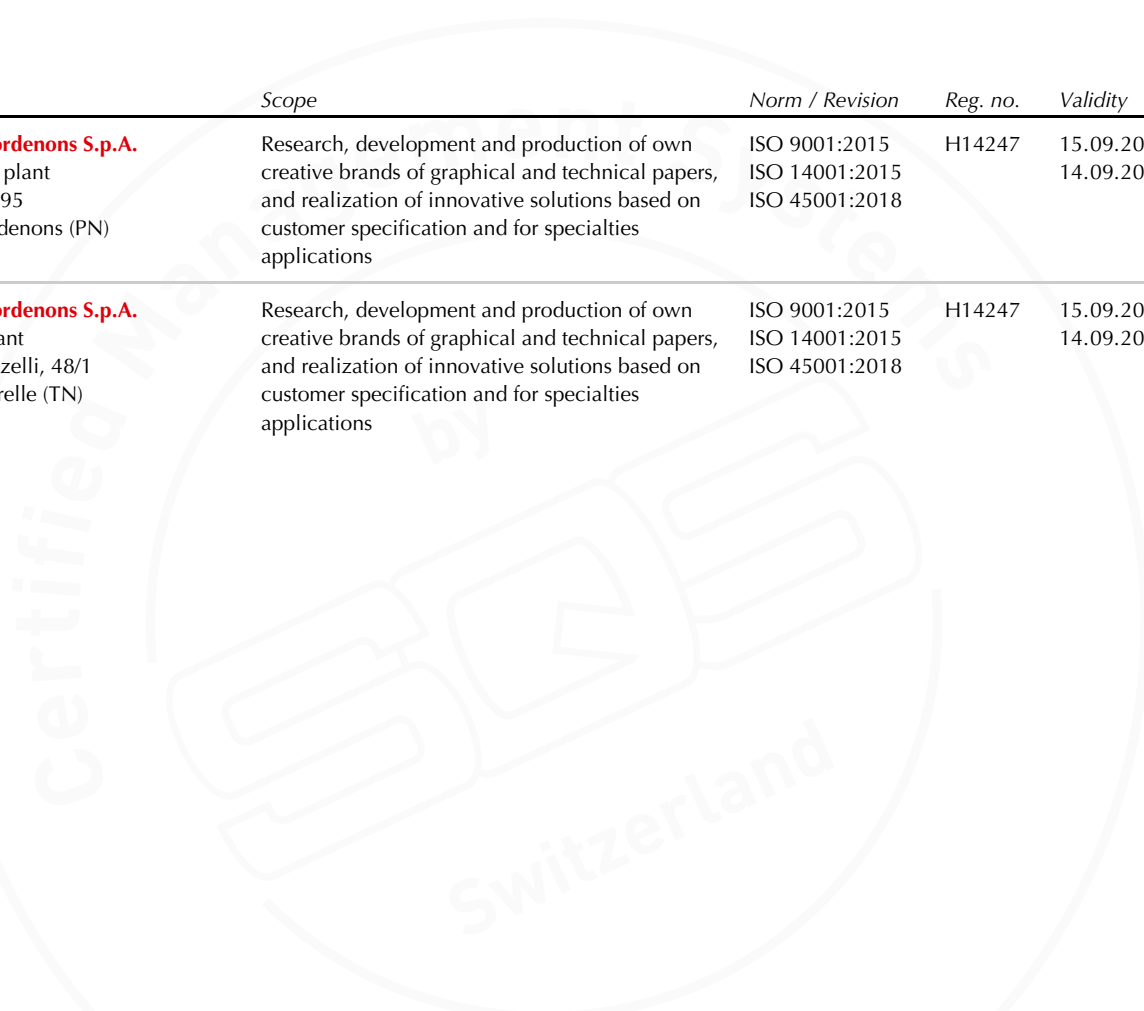 Scope Norm / Revision Reg. no. Validity
ordenons S.p.A. Research, development and production of own ISO 9001:2015 H14247 15.09.20
plant creative brands of graphical and technical papers, ISO 14001:2015 14.09.20
95 and realization of innovative solutions based on ISO 45001:2018
denons (PN) customer specification and for specialties
applications
ordenons S.p.A. Research, development and production of own ISO 9001:2015 H14247 15.09.20
ant creative brands of graphical and technical papers, ISO 14001:2015 14.09.20
zelli, 48/1 and realization of innovative solutions based on ISO 45001:2018
relle (TN) customer specification and for specialties
applications
Certified Management Systems
by
SQS
Switzerland